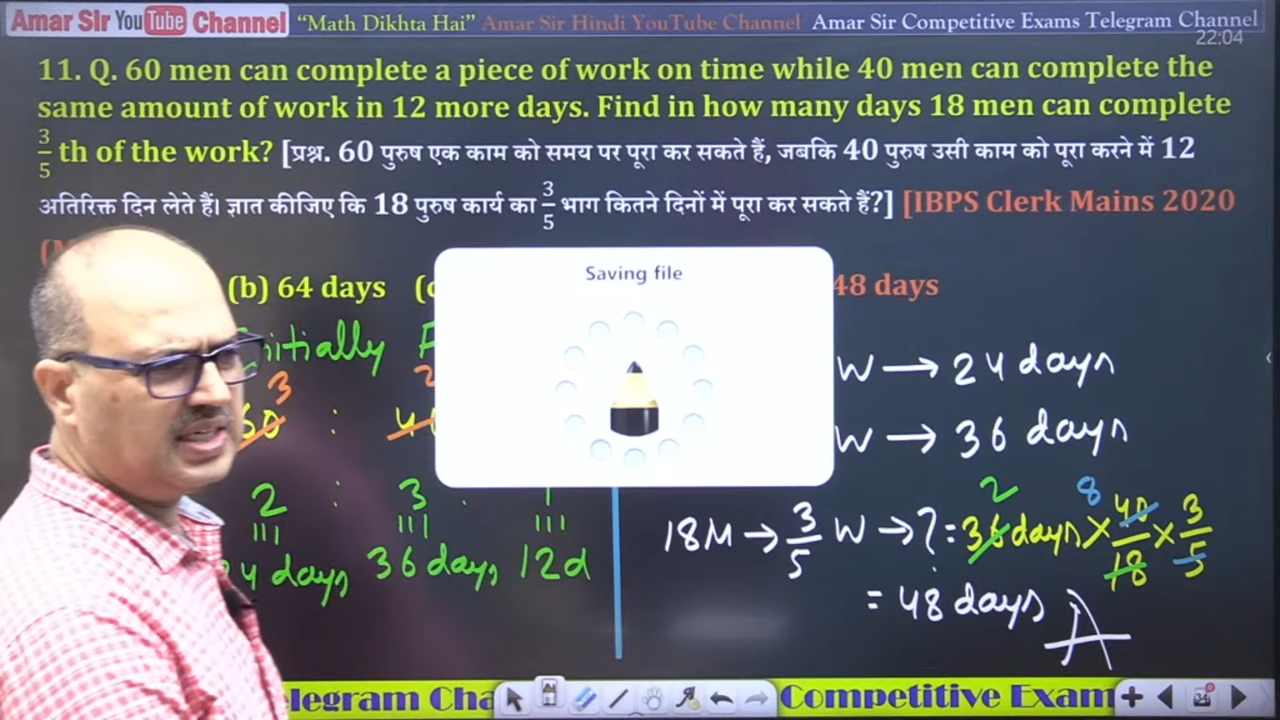 Amar Sir YouTube Channel "Math Dikhta Hai" Amar Sir Hindi YouTube Channel Amar Sir Competitive Exams Telegram Channel
22:04
11. Q. 60 men can complete a piece of work on time while 40 men can complete the
same amount of work in 12 more days. Find in how many days 18 men can complete
3/5 th of the work? [प्रश्न. 60 पुरुष एक काम को समय पर पूरा कर सकते हैं, जबकि 40 पुरुष उसी काम को पूरा करने में 12
अतिरिक्त दिन लेते हैं। ज्ञात कीजिए कि 18 पुरुष कार्य का 3/5 भाग कितने दिनों में पूरा कर सकते हैं?] [IBPS Clerk Mains 2020
(b) 64 days 48 days
Saving file
Initially
3 2
60 : 40
2 : 3 : 1
36 days 12d
W → 24 days
W → 36 days
2 8
18M → 3/5 W → ? = 36 days × 40/18 × 3/5
= 48 days A
elegram Cha Competitive Exam